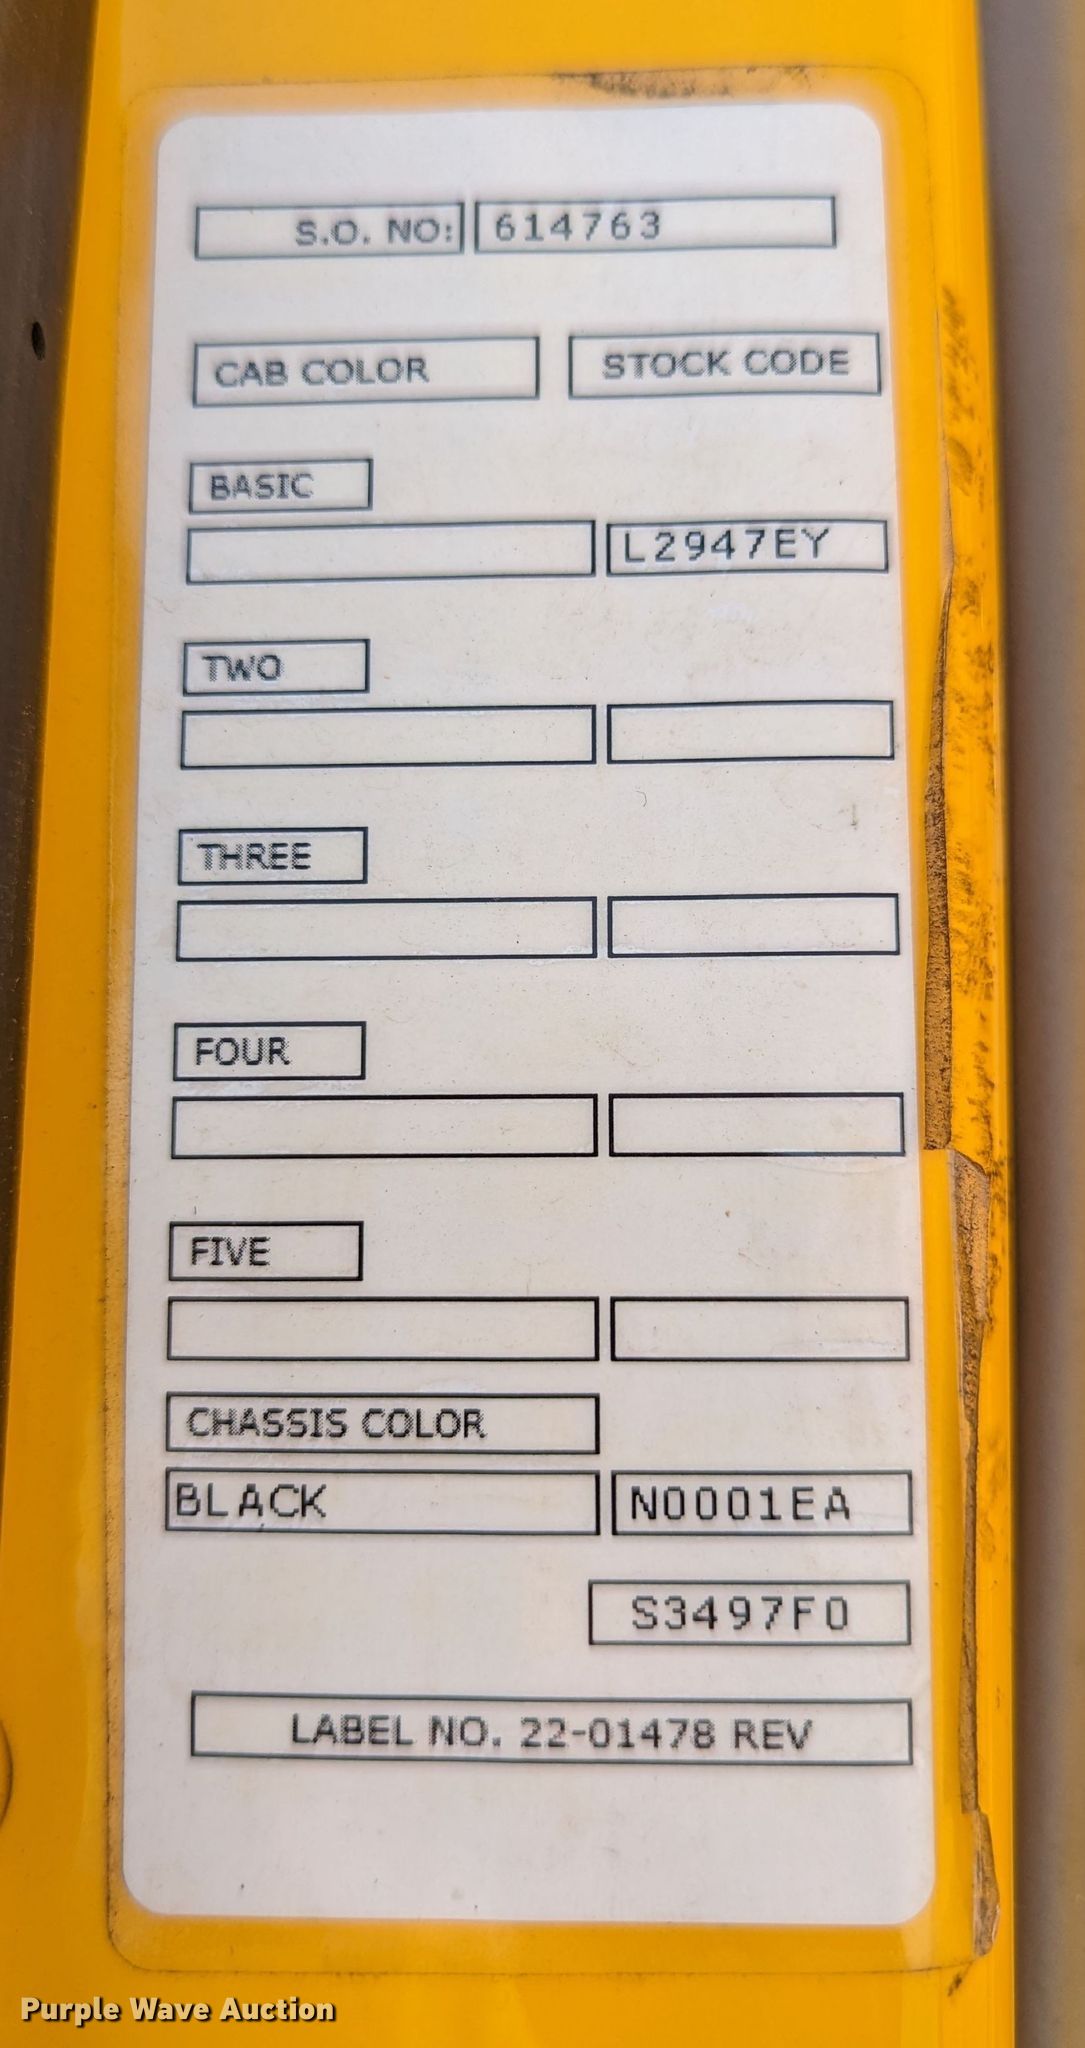 S.O. NO: 614763
CAB COLOR STOCK CODE
BASIC
L2947EY
TWO
THREE
FOUR
FIVE
CHASSIS COLOR
BLACK N0001EA
S3497F0
LABEL NO. 22-01478 REV
Purple Wave Auction